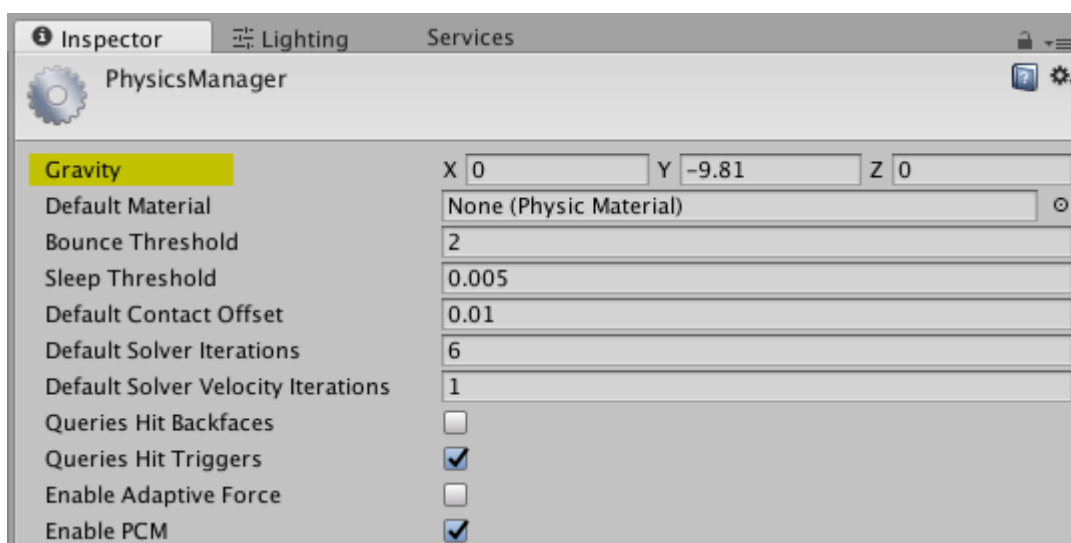 Inspector Lighting Services
PhysicsManager
Gravity X 0 Y -9.81 Z 0
Default Material None (Physic Material)
Bounce Threshold 2
Sleep Threshold 0.005
Default Contact Offset 0.01
Default Solver Iterations 6
Default Solver Velocity Iterations 1
Queries Hit Backfaces
Queries Hit Triggers
Enable Adaptive Force
Enable PCM